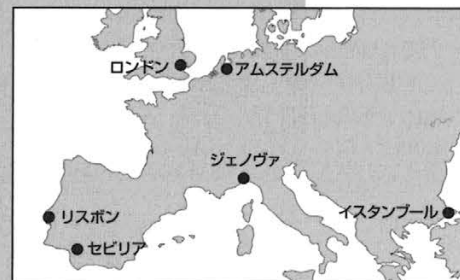 ロンドン
アムステルダム
ジェノヴァ
リスボン
イスタンブール
セビリア